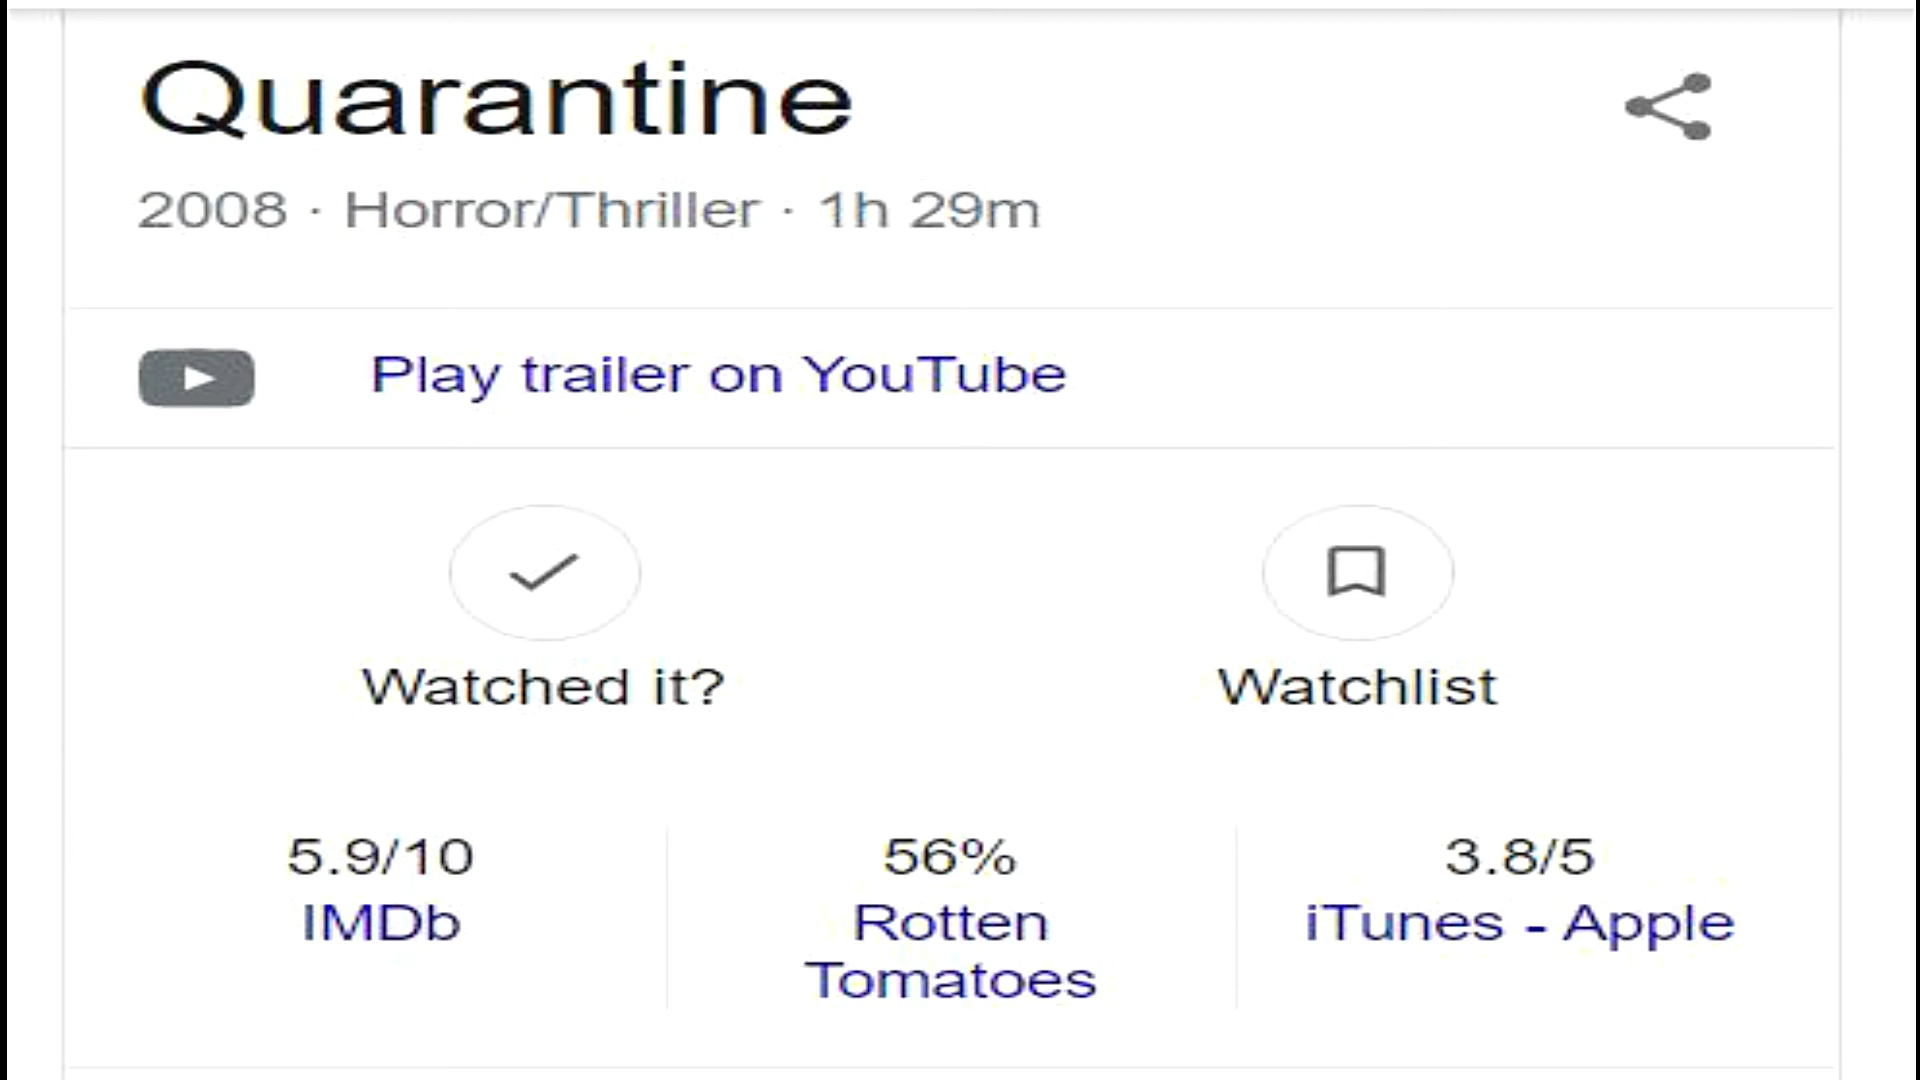 Quarantine
2008 · Horror/Thriller · 1h 29m
Play trailer on YouTube
Watched it?
Watchlist
5.9/10
IMDb
56%
Rotten
Tomatoes
3.8/5
iTunes - Apple